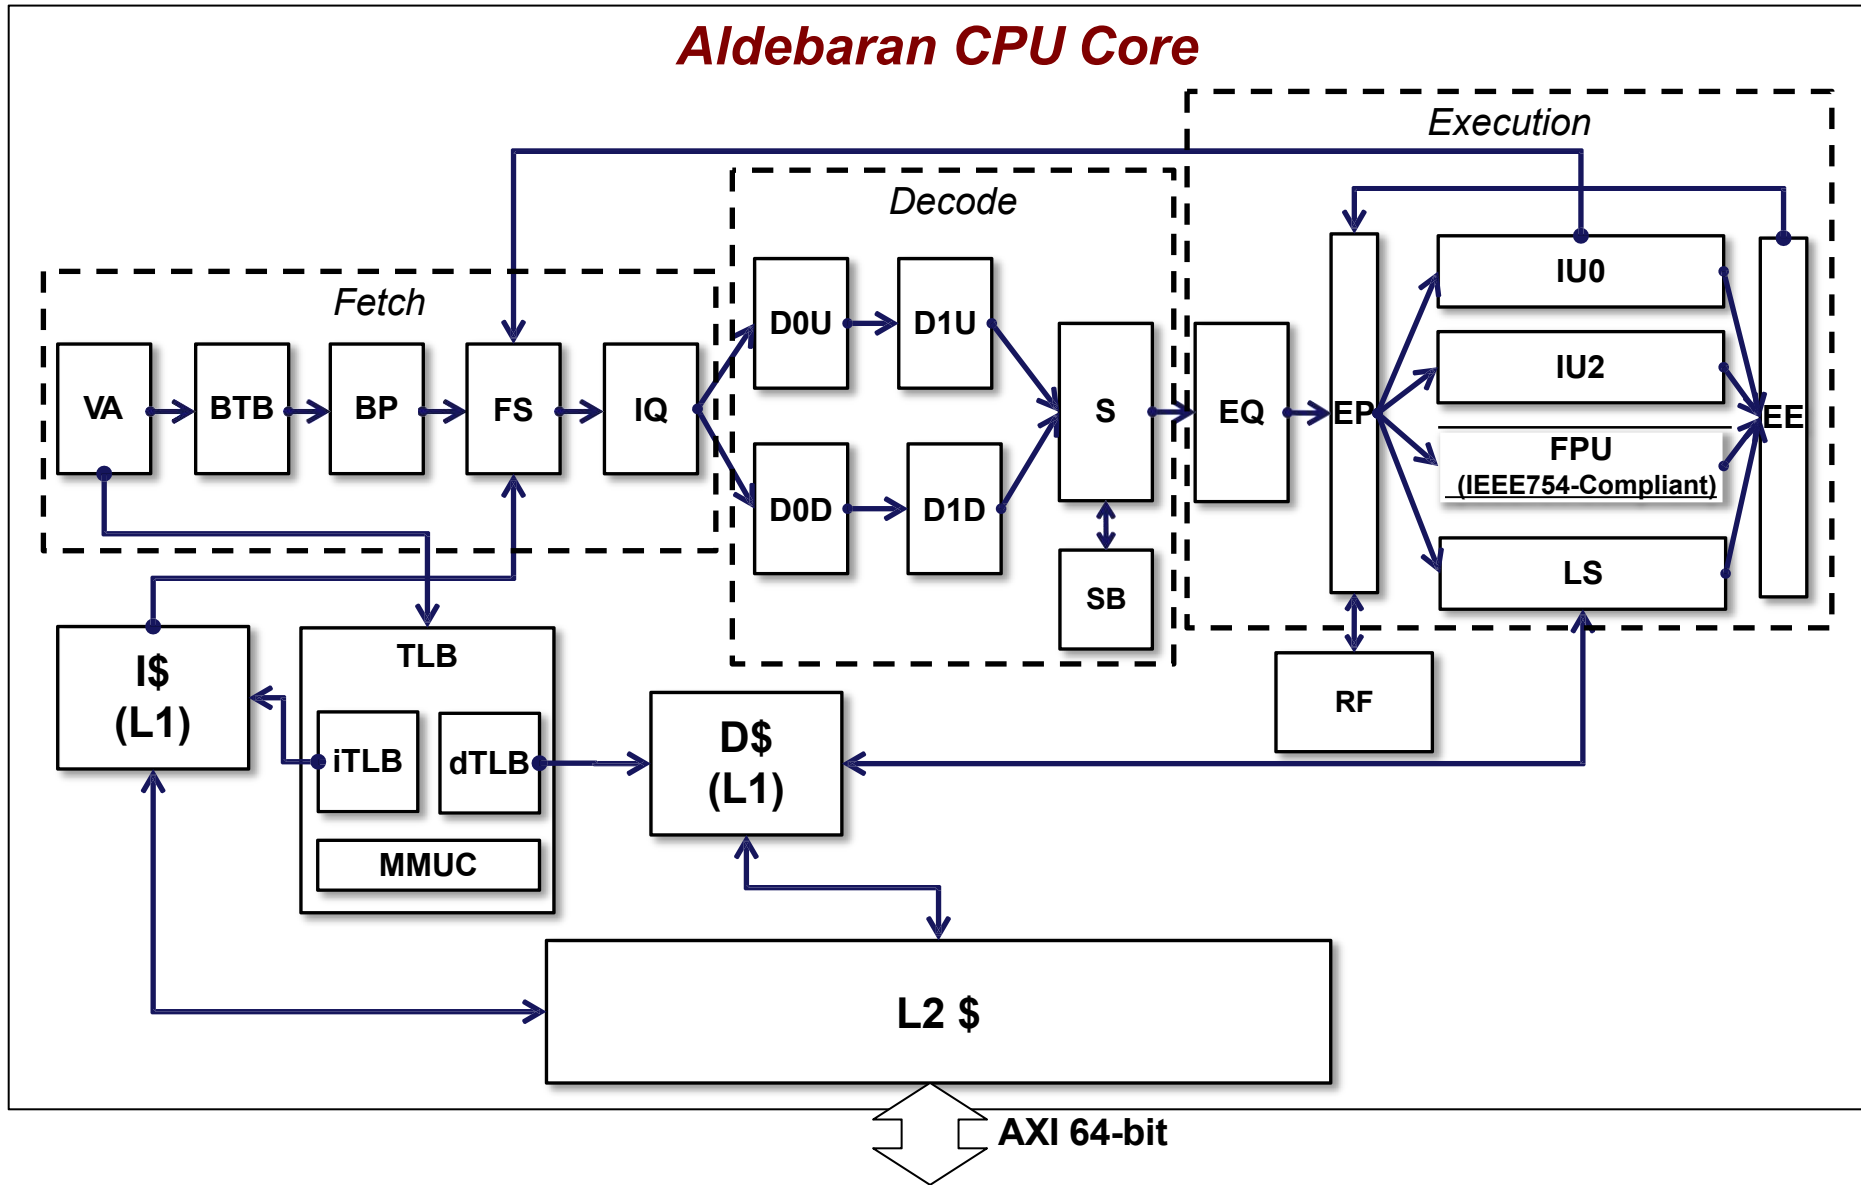 Aldebaran CPU Core
Execution
Decode
Fetch
VA
BTB
BP
FS
IQ
D0U
D1U
D0D
D1D
S
SB
EQ
EP
IU0
IU2
FPU
(IEEE754-Compliant)
LS
EE
RF
I$
(L1)
TLB
iTLB
dTLB
MMUC
D$
(L1)
L2 $
AXI 64-bit